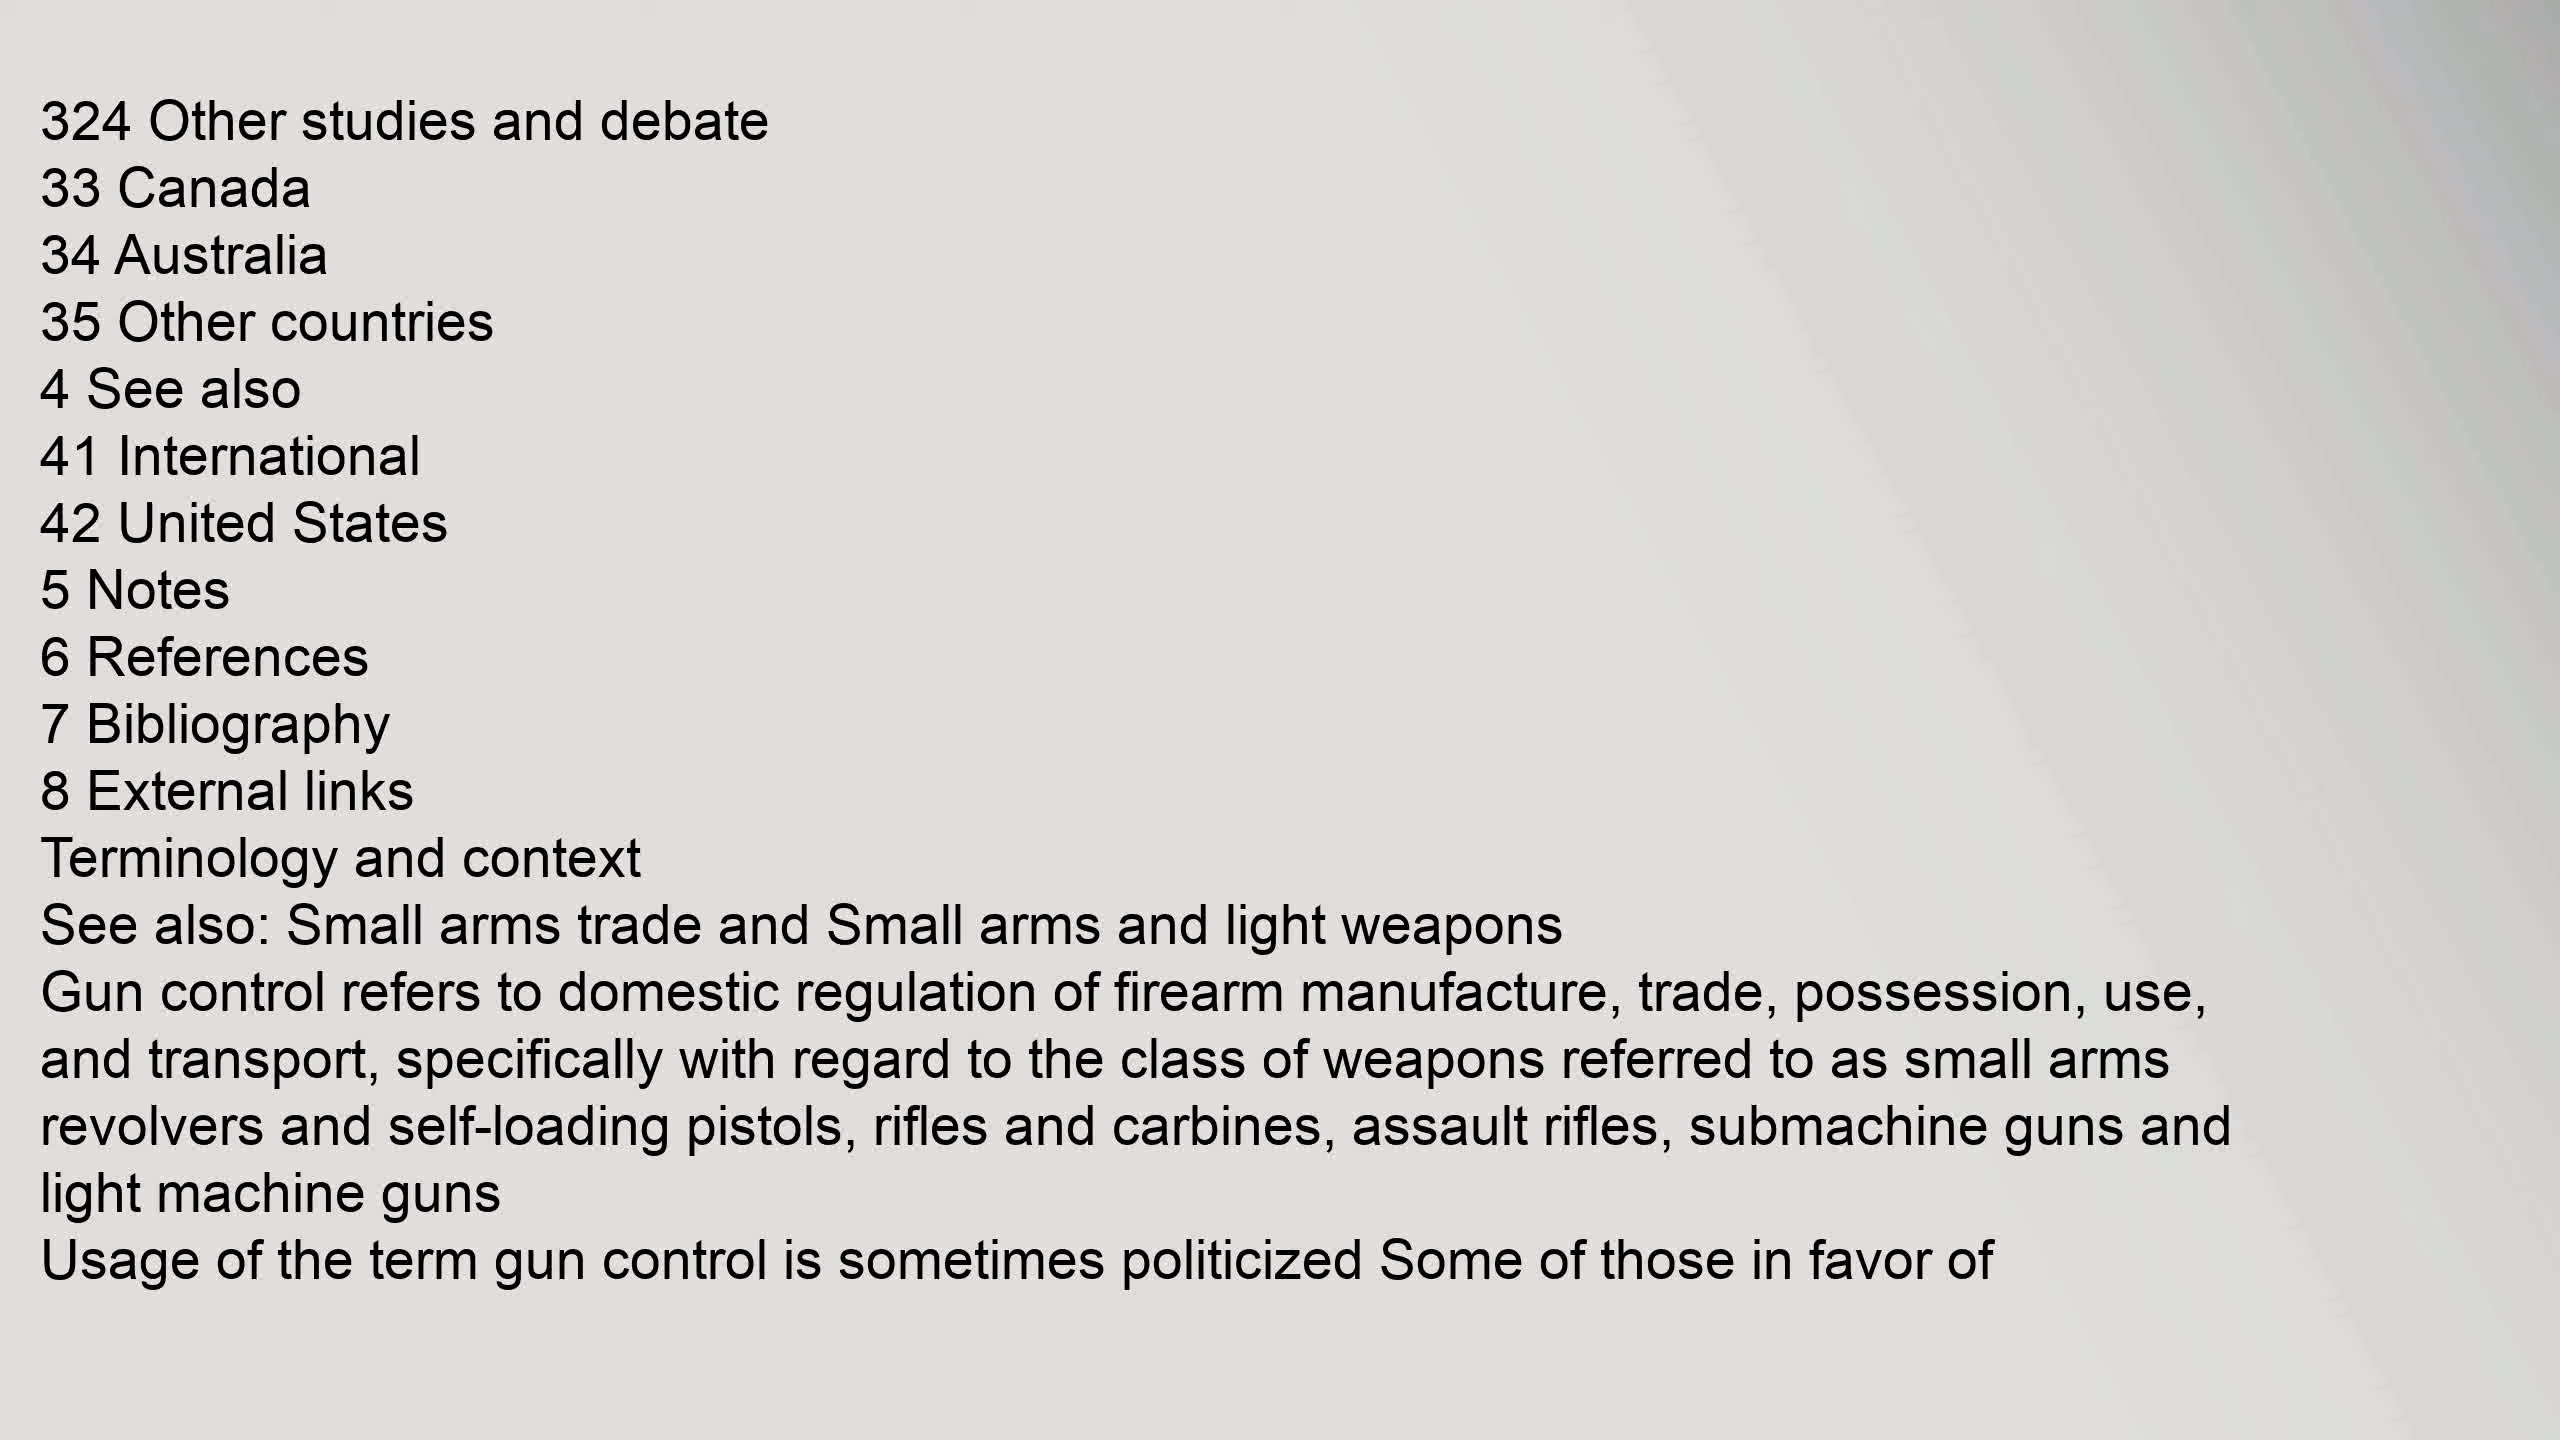 324 Other studies and debate
33 Canada
34 Australia
35 Other countries
4 See also
41 International
42 United States
5 Notes
6 References
7 Bibliography
8 External links
Terminology and context
See also: Small arms trade and Small arms and light weapons
Gun control refers to domestic regulation of firearm manufacture, trade, possession, use,
and transport, specifically with regard to the class of weapons referred to as small arms
revolvers and self-loading pistols, rifles and carbines, assault rifles, submachine guns and
light machine guns
Usage of the term gun control is sometimes politicized Some of those in favor of